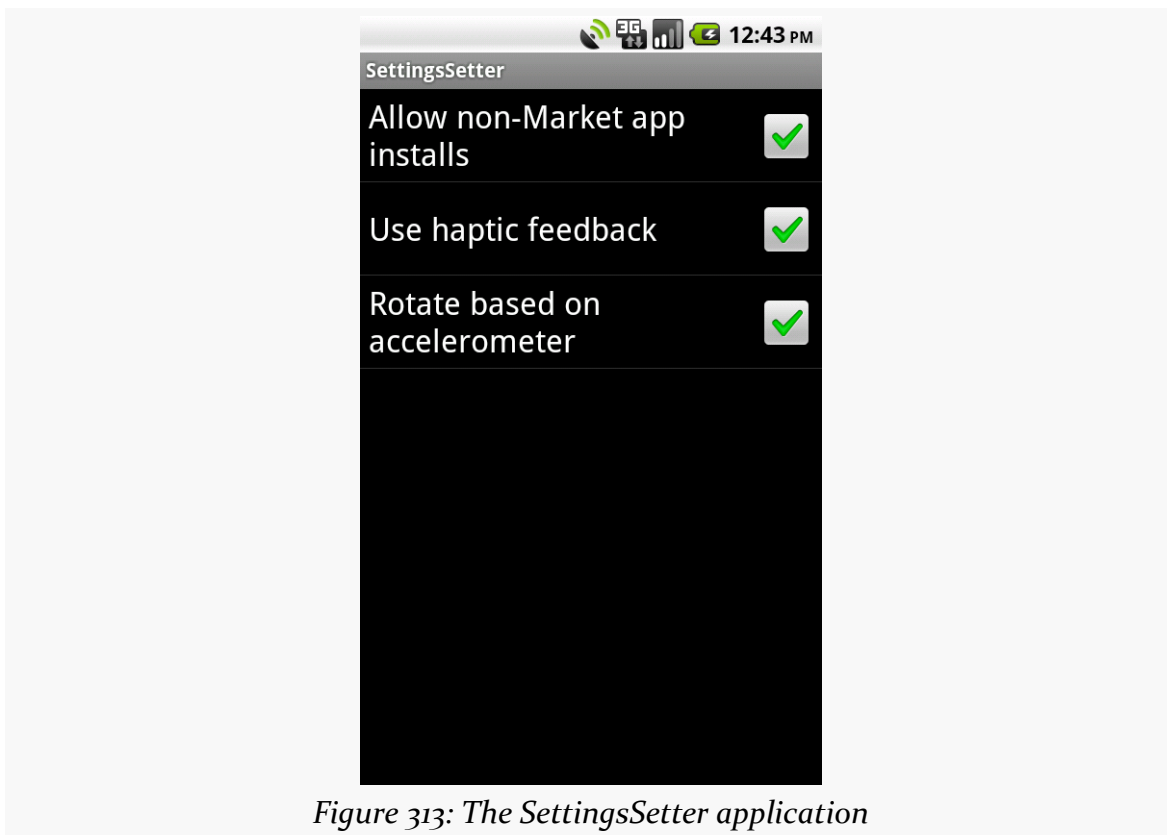 3G 12:43 PM
SettingsSetter
Allow non-Market app
installs
Use haptic feedback
Rotate based on
accelerometer
Figure 313: The SettingsSetter application